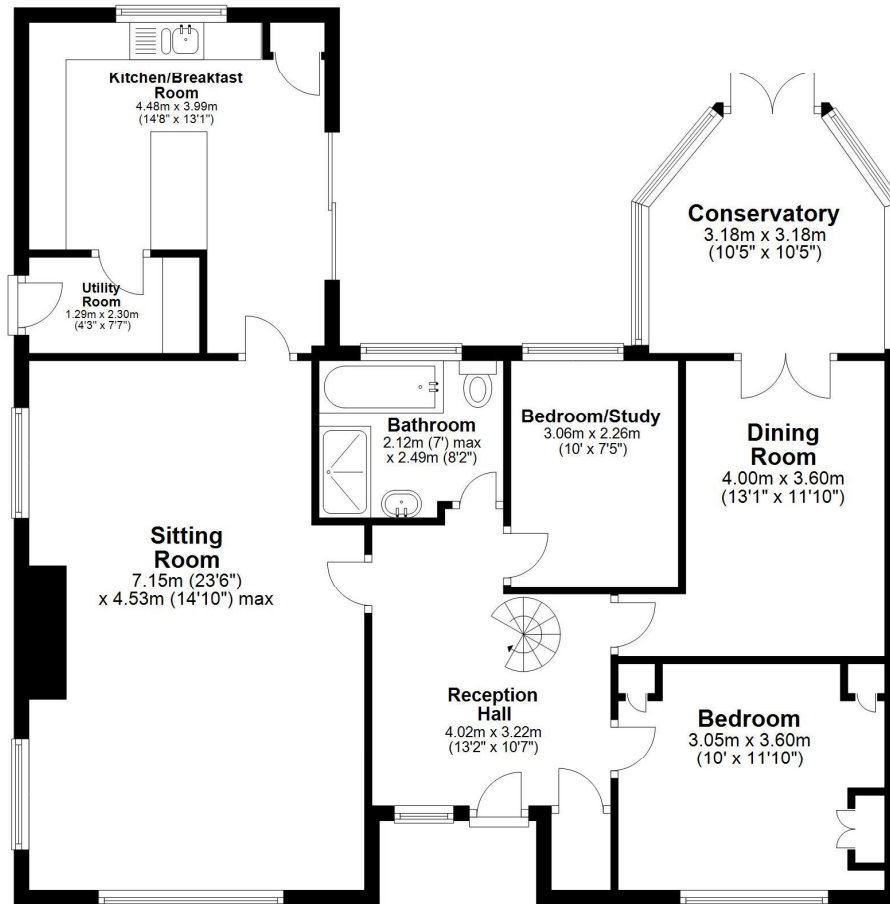 Kitchen/Breakfast
Room
4.48m x 3.99m
(14'8" x 13'1")
Conservatory
3.18m x 3.18m
(10'5" x 10'5")
Utility
Room
1.29m x 2.30m
(4'3" x 7'7")
Bathroom
2.12m (7') max
x 2.49m (8'2")
Bedroom/Study
3.06m x 2.26m
(10' x 7'5")
Dining
Room
4.00m x 3.60m
(13'1" x 11'10")
Sitting
Room
7.15m (23'6")
x 4.53m (14'10") max
Reception
Hall
4.02m x 3.22m
(13'2" x 10'7")
Bedroom
3.05m x 3.60m
(10' x 11'10")